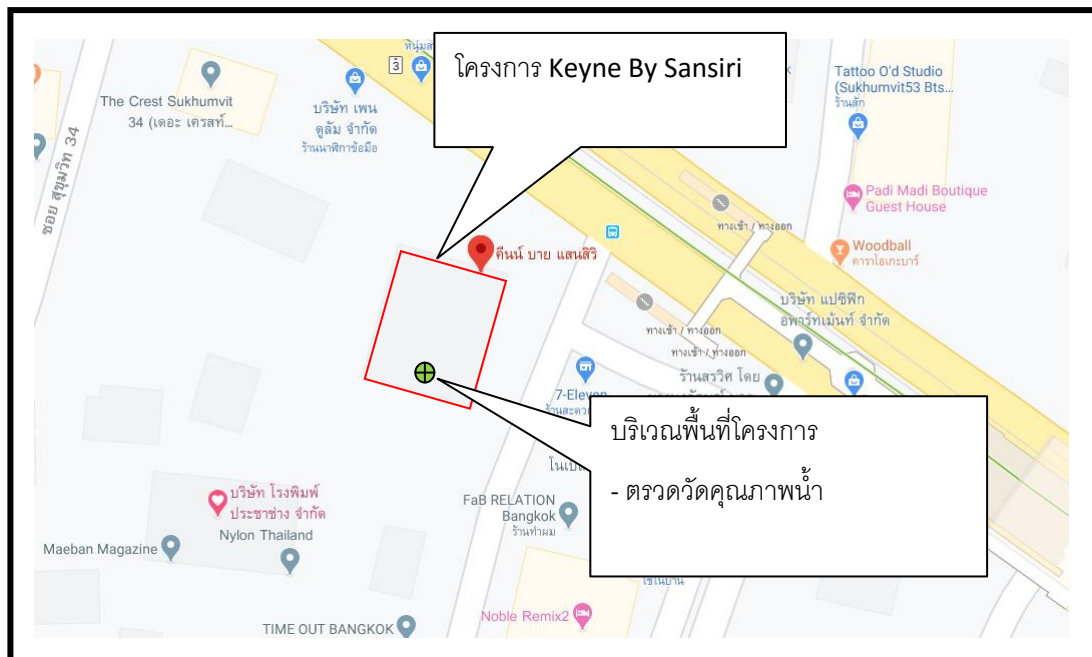 โครงการ Keyne By Sansiri
3
The Crest Sukhumvit
34 (เดอะ เครสท์...
ซอย สุขุมวิท 34
บริษัท เพน
ดูลัม จำกัด
ร้านนาฬิกาข้อมือ
Tattoo O'd Studio
(Sukhumvit53 Bts...
ร้านสัก
Padi Madi Boutique
Guest House
ทางเข้า / ทางออก
Woodball
คาราโอเกะบาร์
คีนน์ บาย แสนสิริ
บริษัท แปซิฟิก
อพาร์ทเม้นท์ จำกัด
ทางเข้า / ทางออก
ทางเข้า / ทางออก
ร้านสรวิศ โดย
7-Eleven
บริเวณพื้นที่โครงการ
- ตรวดวัดคุณภาพน้ำ
บริษัท โรงพิมพ์
ประชาช่าง จำกัด
Nylon Thailand
Maeban Magazine
FaB RELATION
Bangkok
ร้านทำผม
Noble Remix2
TIME OUT BANGKOK